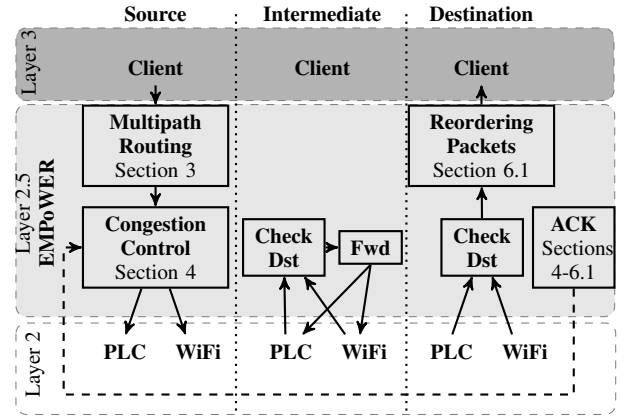 Source
Intermediate
Destination
Layer 3
Client
Client
Client
Layer 2.5
EMPoWER
Multipath
Routing
Section 3
Reordering
Packets
Section 6.1
Congestion
Control
Section 4
Check
Dst
Fwd
Check
Dst
ACK
Sections
4-6.1
Layer 2
PLC
WiFi
PLC
WiFi
PLC
WiFi